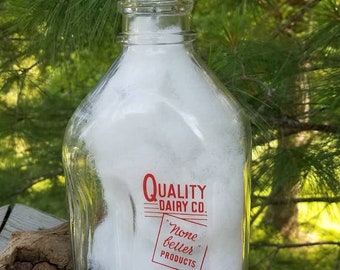 QUALITY
DAIRY CO.
"None
better"
PRODUCTS